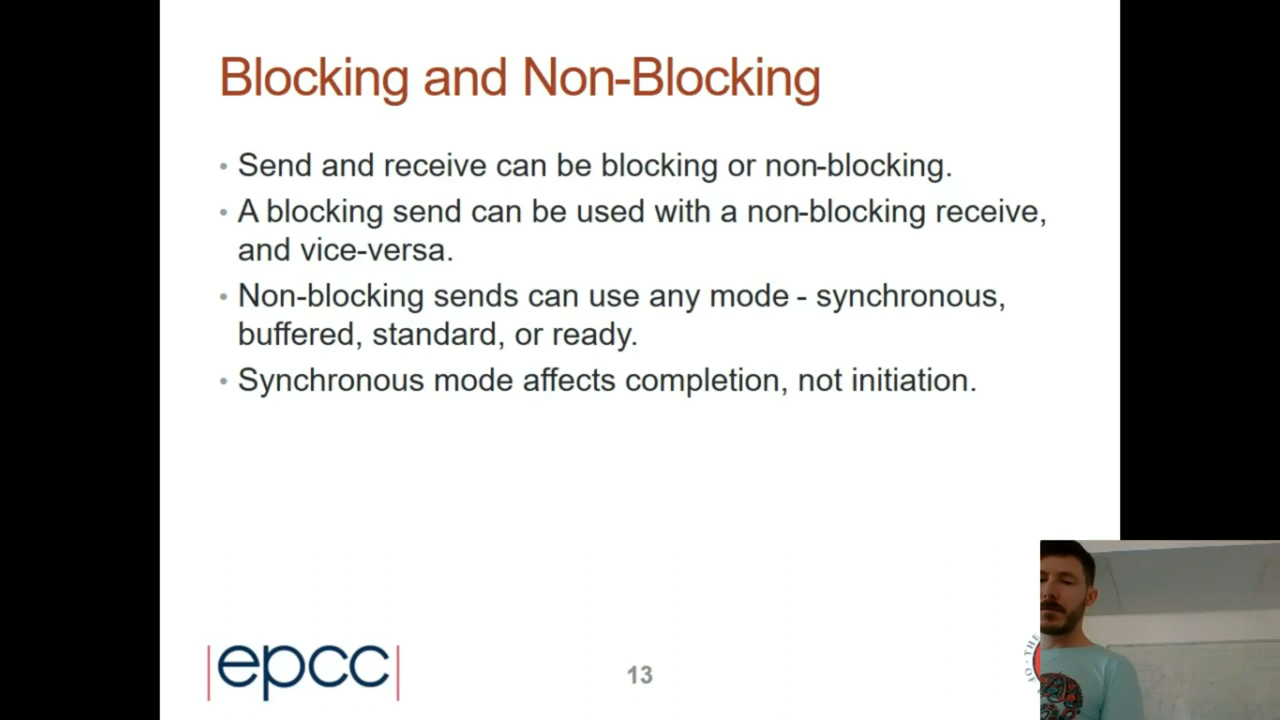 Blocking and Non-Blocking
• Send and receive can be blocking or non-blocking.
• A blocking send can be used with a non-blocking receive,
and vice-versa.
• Non-blocking sends can use any mode - synchronous,
buffered, standard, or ready.
• Synchronous mode affects completion, not initiation.
|epcc|
13
THE